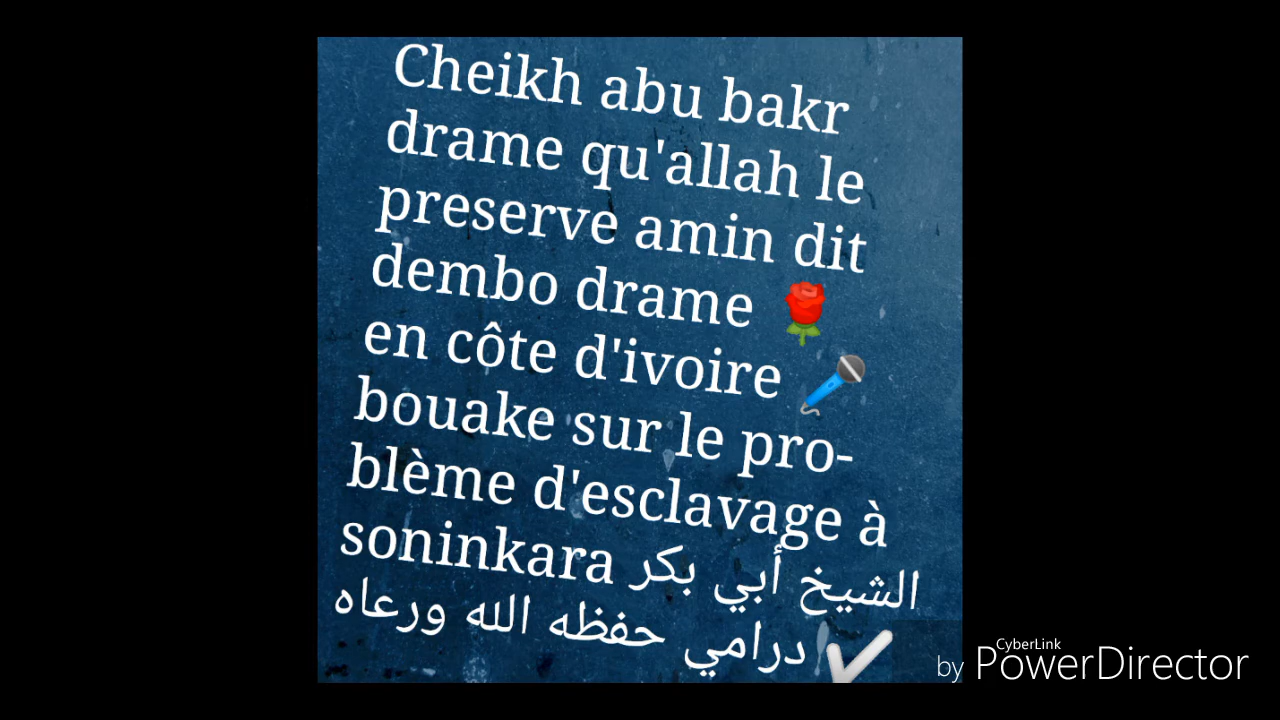 Cheikh abu bakr
drame qu'allah le
preserve amin dit
dembo drame 🌹
en côte d'ivoire 🎤
bouake sur le pro-
blème d'esclavage à
soninkara الشيخ أبي بكر
درامي حفظه الله ورعاه ✔
CyberLink
by PowerDirector